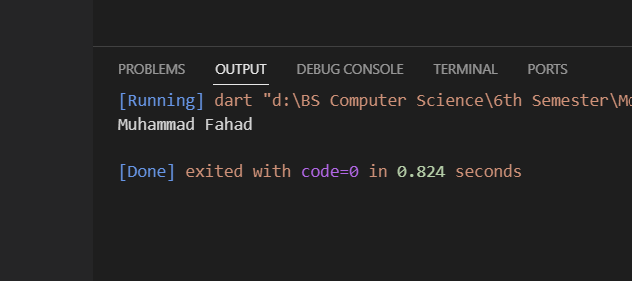 PROBLEMS OUTPUT DEBUG CONSOLE TERMINAL PORTS
[Running] dart "d:\BS Computer Science\6th Semester\Mo
Muhammad Fahad
[Done] exited with code=0 in 0.824 seconds